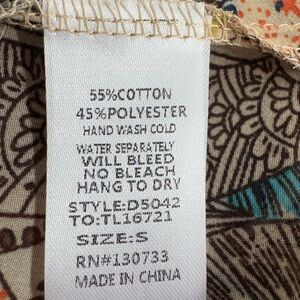 55%COTTON
45%POLYESTER
HAND WASH COLD
WATER SEPARATELY
WILL BLEED
NO BLEACH
HANG TO DRY
STYLE:D5042
TO:TL16721
SIZE:S
RN#130733
MADE IN CHINA